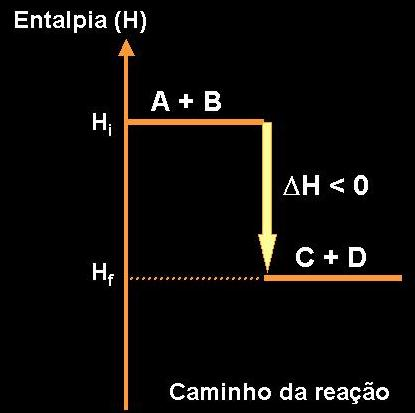 Entalpia (H)
A + B
Hi
ΔH < 0
C + D
Hf
Caminho da reação